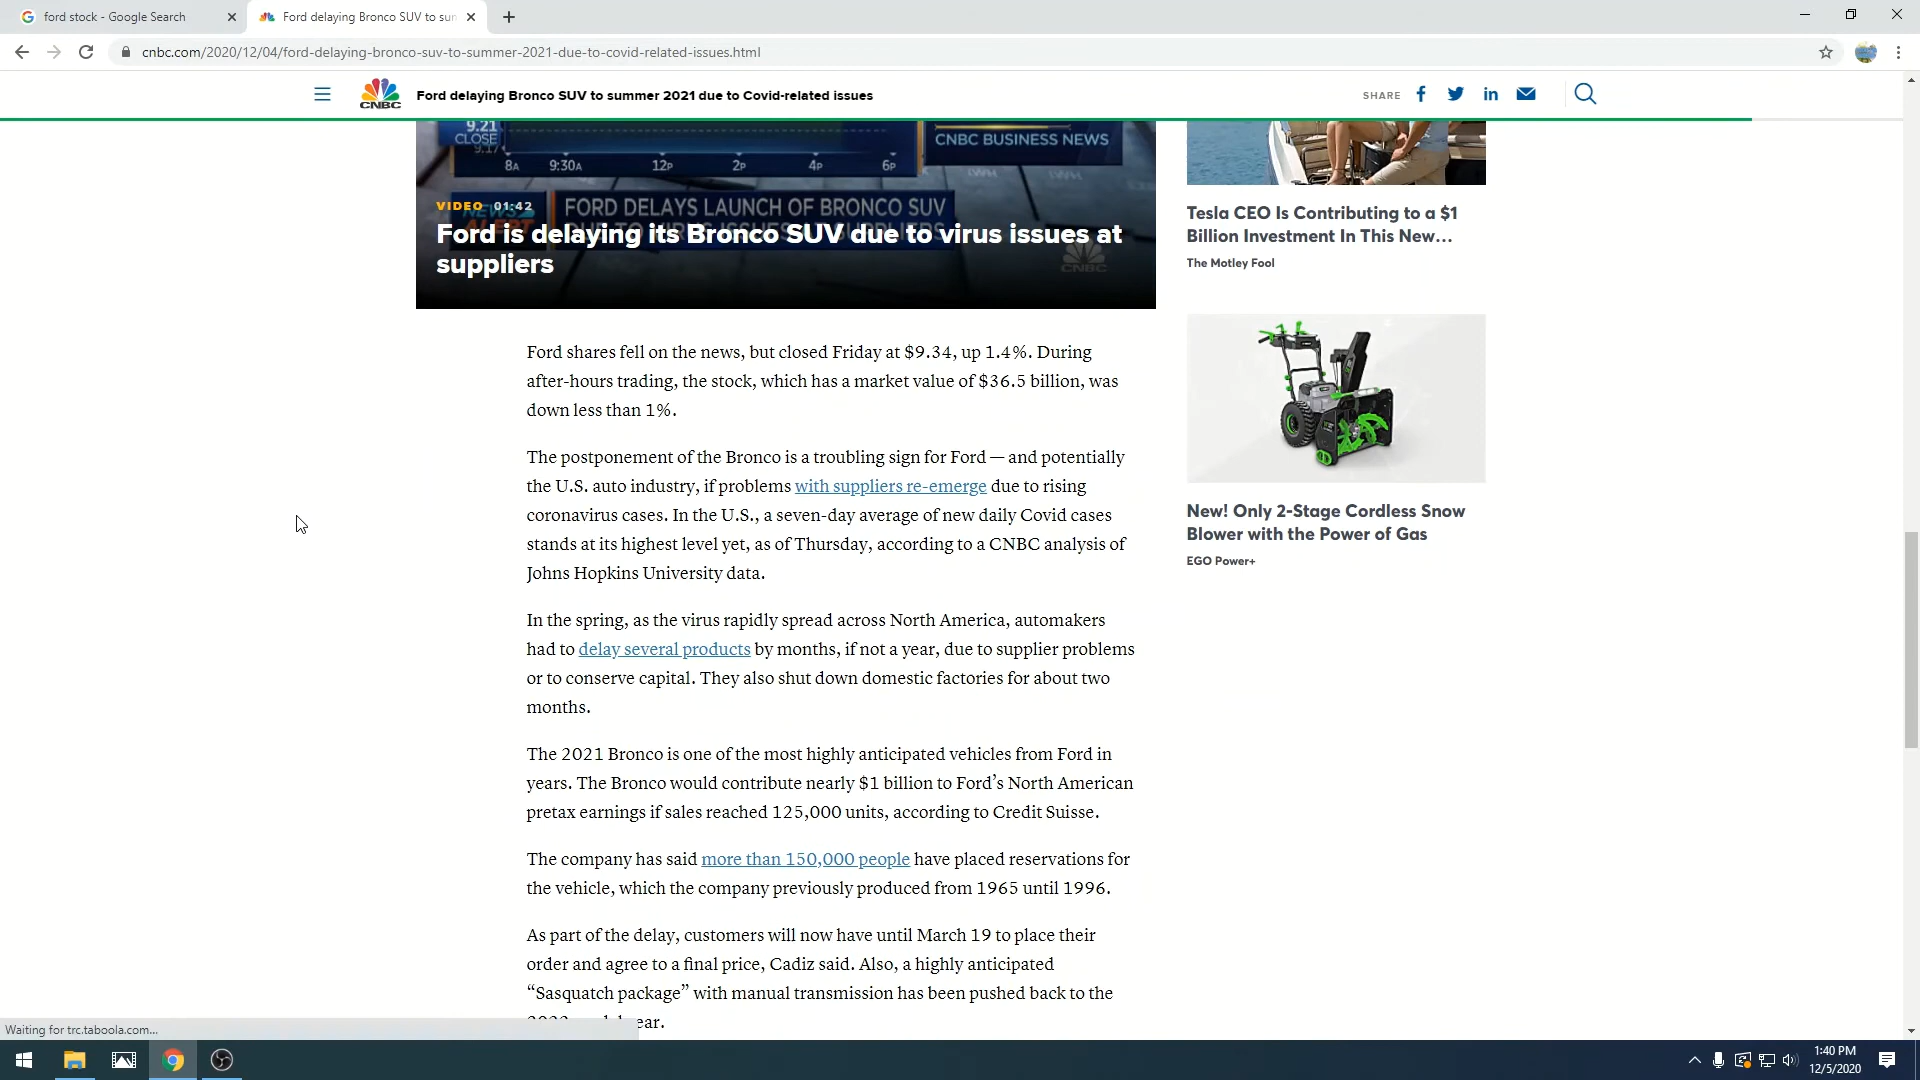 ford stock - Google Search
Ford delaying Bronco SUV to sun
cnbc.com/2020/12/04/ford-delaying-bronco-suv-to-summer-2021-due-to-covid-related-issues.html
CNBC
Ford delaying Bronco SUV to summer 2021 due to Covid-related issues
SHARE
9.21
CLOSE
9.17
8A 9:30A 12P 2P 4P 6P
CNBC BUSINESS NEWS
VIDEO 01:42
NEWS
FORD DELAYS LAUNCH OF BRONCO SUV
Ford is delaying its Bronco SUV due to virus issues at
suppliers
CNBC
Ford shares fell on the news, but closed Friday at $9.34, up 1.4%. During
after-hours trading, the stock, which has a market value of $36.5 billion, was
down less than 1%.
The postponement of the Bronco is a troubling sign for Ford — and potentially
the U.S. auto industry, if problems with suppliers re-emerge due to rising
coronavirus cases. In the U.S., a seven-day average of new daily Covid cases
stands at its highest level yet, as of Thursday, according to a CNBC analysis of
Johns Hopkins University data.
In the spring, as the virus rapidly spread across North America, automakers
had to delay several products by months, if not a year, due to supplier problems
or to conserve capital. They also shut down domestic factories for about two
months.
The 2021 Bronco is one of the most highly anticipated vehicles from Ford in
years. The Bronco would contribute nearly $1 billion to Ford’s North American
pretax earnings if sales reached 125,000 units, according to Credit Suisse.
The company has said more than 150,000 people have placed reservations for
the vehicle, which the company previously produced from 1965 until 1996.
As part of the delay, customers will now have until March 19 to place their
order and agree to a final price, Cadiz said. Also, a highly anticipated
“Sasquatch package” with manual transmission has been pushed back to the
ear.
Tesla CEO Is Contributing to a $1
Billion Investment In This New...
The Motley Fool
New! Only 2-Stage Cordless Snow
Blower with the Power of Gas
EGO Power+
Waiting for trc.taboola.com...
1:40 PM
12/5/2020